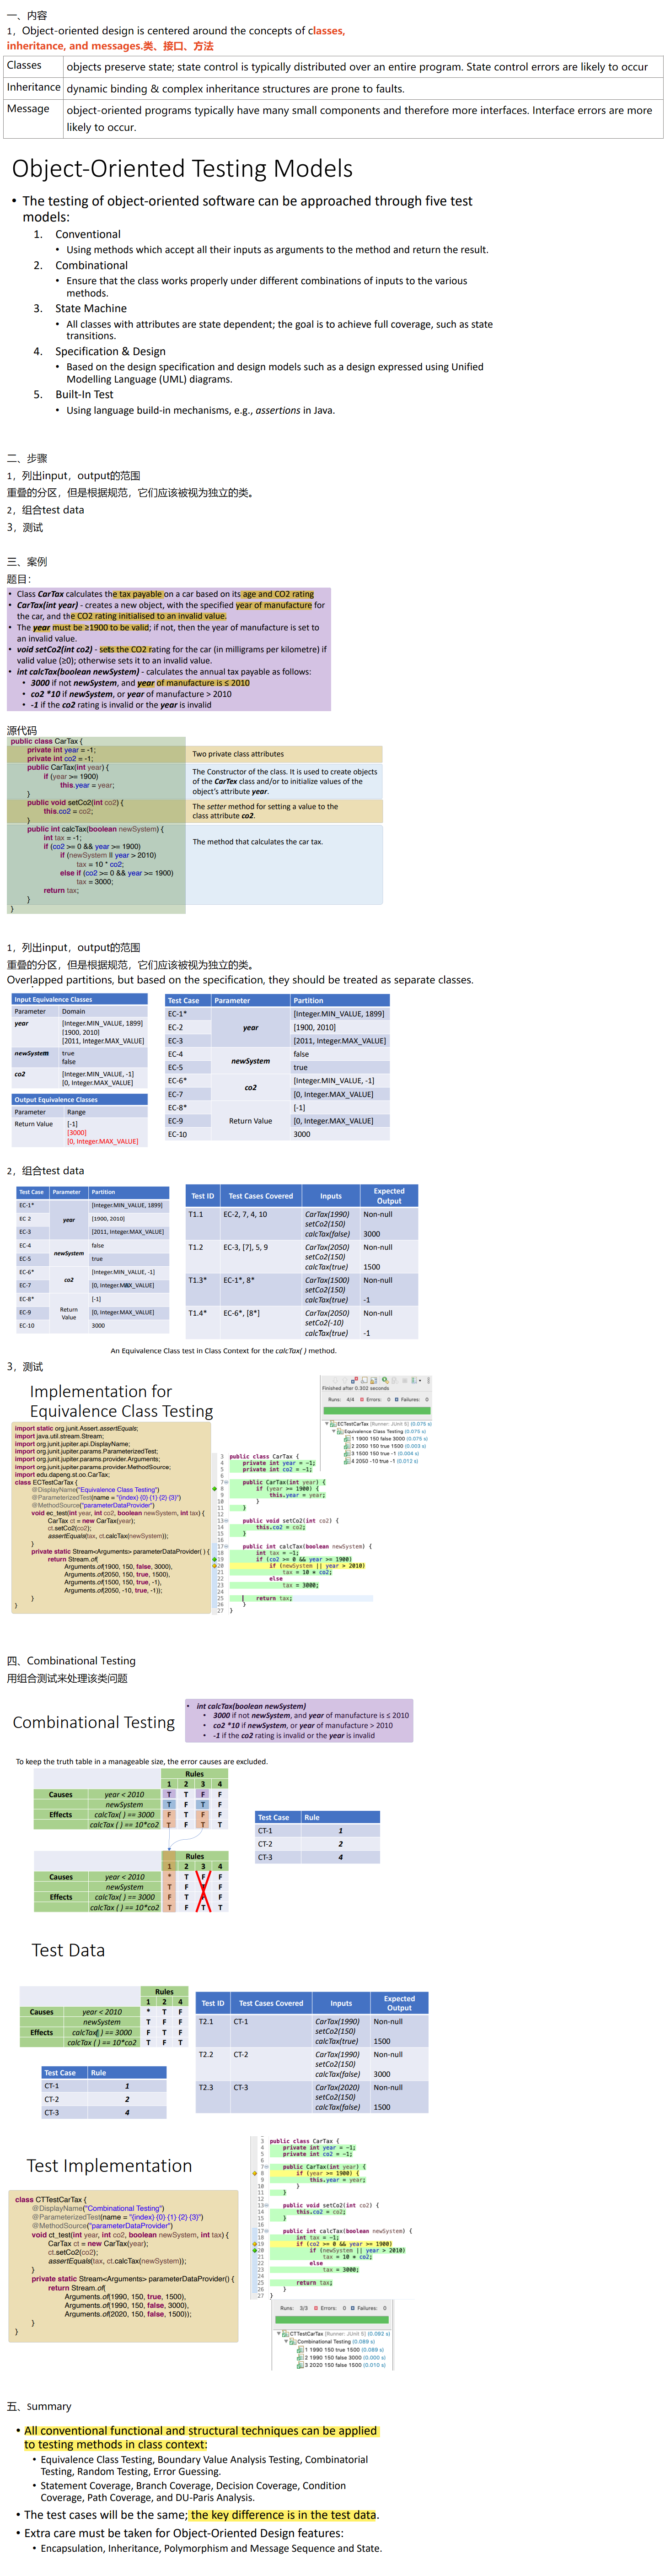 一、内容
1，Object-oriented design is centered around the concepts of classes,
inheritance, and messages.类、接口、方法
Classes objects preserve state; state control is typically distributed over an entire program. State control errors are likely to occur
Inheritance dynamic binding & complex inheritance structures are prone to faults.
Message object-oriented programs typically have many small components and therefore more interfaces. Interface errors are more
likely to occur.
Object-Oriented Testing Models
• The testing of object-oriented software can be approached through five test
models:
1. Conventional
• Using methods which accept all their inputs as arguments to the method and return the result.
2. Combinational
• Ensure that the class works properly under different combinations of inputs to the various
methods.
3. State Machine
• All classes with attributes are state dependent; the goal is to achieve full coverage, such as state
transitions.
4. Specification & Design
• Based on the design specification and design models such as a design expressed using Unified
Modelling Language (UML) diagrams.
5. Built-In Test
• Using language build-in mechanisms, e.g., assertions in Java.
二、步骤
1，列出input，output的范围
重叠的分区，但是根据规范，它们应该被视为独立的类。
2，组合test data
3，测试
三、案例
题目：
• Class CarTax calculates the tax payable on a car based on its age and CO2 rating
• CarTax(int year) - creates a new object, with the specified year of manufacture for
the car, and the CO2 rating initialised to an invalid value.
• The year must be ≥1900 to be valid; if not, then the year of manufacture is set to
an invalid value.
• void setCo2(int co2) - sets the CO2 rating for the car (in milligrams per kilometre) if
valid value (≥0); otherwise sets it to an invalid value.
• int calcTax(boolean newSystem) - calculates the annual tax payable as follows:
• 3000 if not newSystem, and year of manufacture is ≤ 2010
• co2 *10 if newSystem, or year of manufacture > 2010
• -1 if the co2 rating is invalid or the year is invalid
源代码
public class CarTax {
private int year = -1;
private int co2 = -1;
public CarTax(int year) {
if (year >= 1900)
this.year = year;
}
public void setCo2(int co2) {
this.co2 = co2;
}
public int calcTax(boolean newSystem) {
int tax = -1;
if (co2 >= 0 && year >= 1900)
if (newSystem || year > 2010)
tax = 10 * co2;
else if (co2 >= 0 && year >= 1900)
tax = 3000;
return tax;
}
}
Two private class attributes
The Constructor of the class. It is used to create objects
of the CarTex class and/or to initialize values of the
object's attribute year.
The setter method for setting a value to the
class attribute co2.
The method that calculates the car tax.
1，列出input，output的范围
重叠的分区，但是根据规范，它们应该被视为独立的类。
Overlapped partitions, but based on the specification, they should be treated as separate classes.
Input Equivalence Classes
Parameter Domain
year [Integer.MIN_VALUE, 1899]
[1900, 2010]
[2011, Integer.MAX_VALUE]
newSystem true
false
co2 [Integer.MIN_VALUE, -1]
[0, Integer.MAX_VALUE]
Output Equivalence Classes
Parameter Range
Return Value [-1]
[3000]
[0, Integer.MAX_VALUE]
Test Case Parameter Partition
EC-1* year [Integer.MIN_VALUE, 1899]
EC-2 [1900, 2010]
EC-3 [2011, Integer.MAX_VALUE]
EC-4 newSystem false
EC-5 true
EC-6* co2 [Integer.MIN_VALUE, -1]
EC-7 [0, Integer.MAX_VALUE]
EC-8* Return Value [-1]
EC-9 [0, Integer.MAX_VALUE]
EC-10 3000
2，组合test data
Test Case Parameter Partition
EC-1* year [Integer.MIN_VALUE, 1899]
EC 2 [1900, 2010]
EC-3 [2011, Integer.MAX_VALUE]
EC-4 newSystem false
EC-5 true
EC-6* co2 [Integer.MIN_VALUE, -1]
EC-7 [0, Integer.MAX_VALUE]
EC-8* Return Value [-1]
EC-9 [0, Integer.MAX_VALUE]
EC-10 3000
Test ID Test Cases Covered Inputs Expected Output
T1.1 EC-2, 7, 4, 10 CarTax(1990) Non-null
setCo2(150)
calcTax(false) 3000
T1.2 EC-3, [7], 5, 9 CarTax(2050) Non-null
setCo2(150)
calcTax(true) 1500
T1.3* EC-1*, 8* CarTax(1500) Non-null
setCo2(150)
calcTax(true) -1
T1.4* EC-6*, [8*] CarTax(2050) Non-null
setCo2(-10)
calcTax(true) -1
An Equivalence Class test in Class Context for the calcTax( ) method.
3，测试
Implementation for
Equivalence Class Testing
import static org.junit.Assert.assertEquals;
import java.util.stream.Stream;
import org.junit.jupiter.api.DisplayName;
import org.junit.jupiter.params.ParameterizedTest;
import org.junit.jupiter.params.provider.Arguments;
import org.junit.jupiter.params.provider.MethodSource;
import edu.dapeng.st.oo.CarTax;
class ECTestCarTax {
@DisplayName("Equivalence Class Testing")
@ParameterizedTest(name = "{index} {0} {1} {2} {3}")
@MethodSource("parameterDataProvider")
void ec_test(int year, int co2, boolean newSystem, int tax) {
CarTax ct = new CarTax(year);
ct.setCo2(co2);
assertEquals(tax, ct.calcTax(newSystem));
}
private static Stream<Arguments> parameterDataProvider( ) {
return Stream.of(
Arguments.of(1900, 150, false, 3000),
Arguments.of(2050, 150, true, 1500),
Arguments.of(1500, 150, true, -1),
Arguments.of(2050, -10, true, -1));
}
}
Finished after 0.302 seconds
Runs: 4/4 Errors: 0 Failures: 0
ECTestCarTax [Runner: JUnit 5] (0.075 s)
Equivalence Class Testing (0.075 s)
1 1900 150 false 3000 (0.075 s)
2 2050 150 true 1500 (0.003 s)
3 1500 150 true -1 (0.004 s)
4 2050 -10 true -1 (0.012 s)
3 public class CarTax {
4 private int year = -1;
5 private int co2 = -1;
6
7 public CarTax(int year) {
8 if (year >= 1900) {
9 this.year = year;
10 }
11 }
12
13 public void setCo2(int co2) {
14 this.co2 = co2;
15 }
16
17 public int calcTax(boolean newSystem) {
18 int tax = -1;
19 if (co2 >= 0 && year >= 1900)
20 if (newSystem || year > 2010)
21 tax = 10 * co2;
22 else
23 tax = 3000;
24
25 return tax;
26 }
27 }
四、Combinational Testing
用组合测试来处理该类问题
Combinational Testing
• int calcTax(boolean newSystem)
• 3000 if not newSystem, and year of manufacture is ≤ 2010
• co2 *10 if newSystem, or year of manufacture > 2010
• -1 if the co2 rating is invalid or the year is invalid
To keep the truth table in a manageable size, the error causes are excluded.
Rules
1 2 3 4
Causes year < 2010 T T F F
newSystem T F T F
Effects calcTax( ) == 3000 F T F F
calcTax ( ) == 10*co2 T F T F
Test Case Rule
CT-1 1
CT-2 2
CT-3 4
Rules
1 2 3 4
Causes year < 2010 * T F F
newSystem T F T F
Effects calcTax( ) == 3000 F T F F
calcTax ( ) == 10*co2 T F T T
Test Data
Rules
1 2 4
Causes year < 2010 * T F
newSystem T F F
Effects calcTax( ) == 3000 F T F
calcTax ( ) == 10*co2 T F T
Test Case Rule
CT-1 1
CT-2 2
CT-3 4
Test ID Test Cases Covered Inputs Expected Output
T2.1 CT-1 CarTax(1990) Non-null
setCo2(150)
calcTax(true) 1500
T2.2 CT-2 CarTax(1990) Non-null
setCo2(150)
calcTax(false) 3000
T2.3 CT-3 CarTax(2020) Non-null
setCo2(150)
calcTax(false) 1500
Test Implementation
class CTTestCarTax {
@DisplayName("Combinational Testing")
@ParameterizedTest(name = "{index} {0} {1} {2} {3}")
@MethodSource("parameterDataProvider")
void ct_test(int year, int co2, boolean newSystem, int tax) {
CarTax ct = new CarTax(year);
ct.setCo2(co2);
assertEquals(tax, ct.calcTax(newSystem));
}
private static Stream<Arguments> parameterDataProvider() {
return Stream.of(
Arguments.of(1990, 150, true, 1500),
Arguments.of(1990, 150, false, 3000),
Arguments.of(2020, 150, false, 1500));
}
}
3 public class CarTax {
4 private int year = -1;
5 private int co2 = -1;
6
7 public CarTax(int year) {
8 if (year >= 1900) {
9 this.year = year;
10 }
11 }
12
13 public void setCo2(int co2) {
14 this.co2 = co2;
15 }
16
17 public int calcTax(boolean newSystem) {
18 int tax = -1;
19 if (co2 >= 0 && year >= 1900)
20 if (newSystem || year > 2010)
21 tax = 10 * co2;
22 else
23 tax = 3000;
24
25 return tax;
26 }
27 }
Runs: 3/3 Errors: 0 Failures: 0
CTTestCarTax [Runner: JUnit 5] (0.092 s)
Combinational Testing (0.089 s)
1 1990 150 true 1500 (0.089 s)
2 1990 150 false 3000 (0.000 s)
3 2020 150 false 1500 (0.010 s)
五、Summary
• All conventional functional and structural techniques can be applied
to testing methods in class context:
• Equivalence Class Testing, Boundary Value Analysis Testing, Combinatorial
Testing, Random Testing, Error Guessing.
• Statement Coverage, Branch Coverage, Decision Coverage, Condition
Coverage, Path Coverage, and DU-Paris Analysis.
• The test cases will be the same; the key difference is in the test data.
• Extra care must be taken for Object-Oriented Design features:
• Encapsulation, Inheritance, Polymorphism and Message Sequence and State.